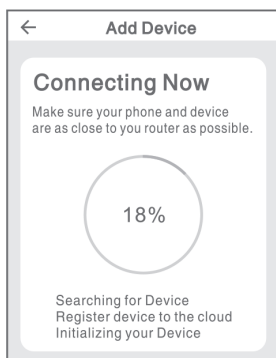 Add Device
Connecting Now
Make sure your phone and device
are as close to you router as possible.
18%
Searching for Device
Register device to the cloud
Initializing your Device